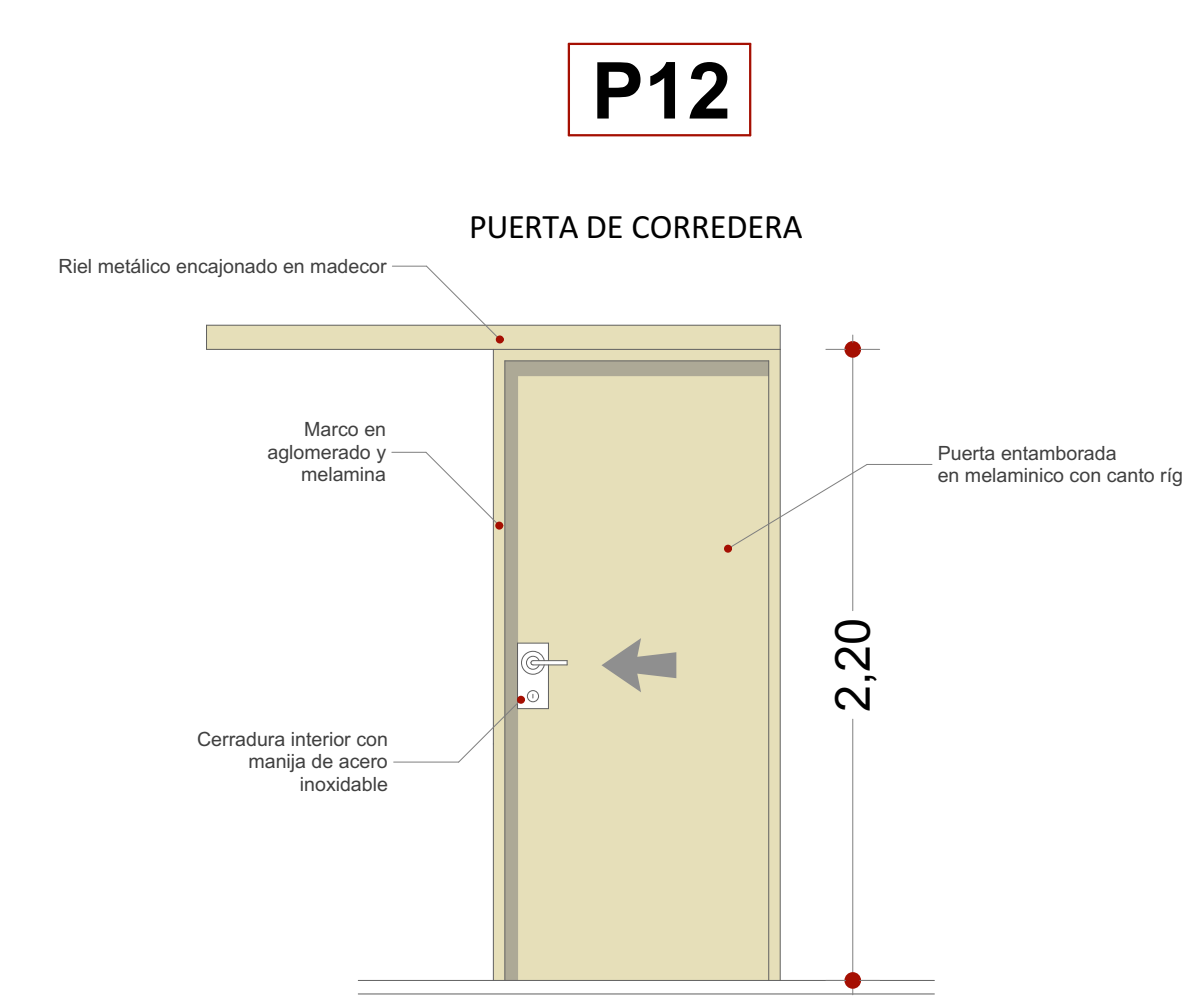 P12
PUERTA DE CORREDERA
Riel metálico encajonado en madecor
Marco en
aglomerado y
melamina
Puerta entamborada
en melaminico con canto ríg
2,20
Cerradura interior con
manija de acero
inoxidable